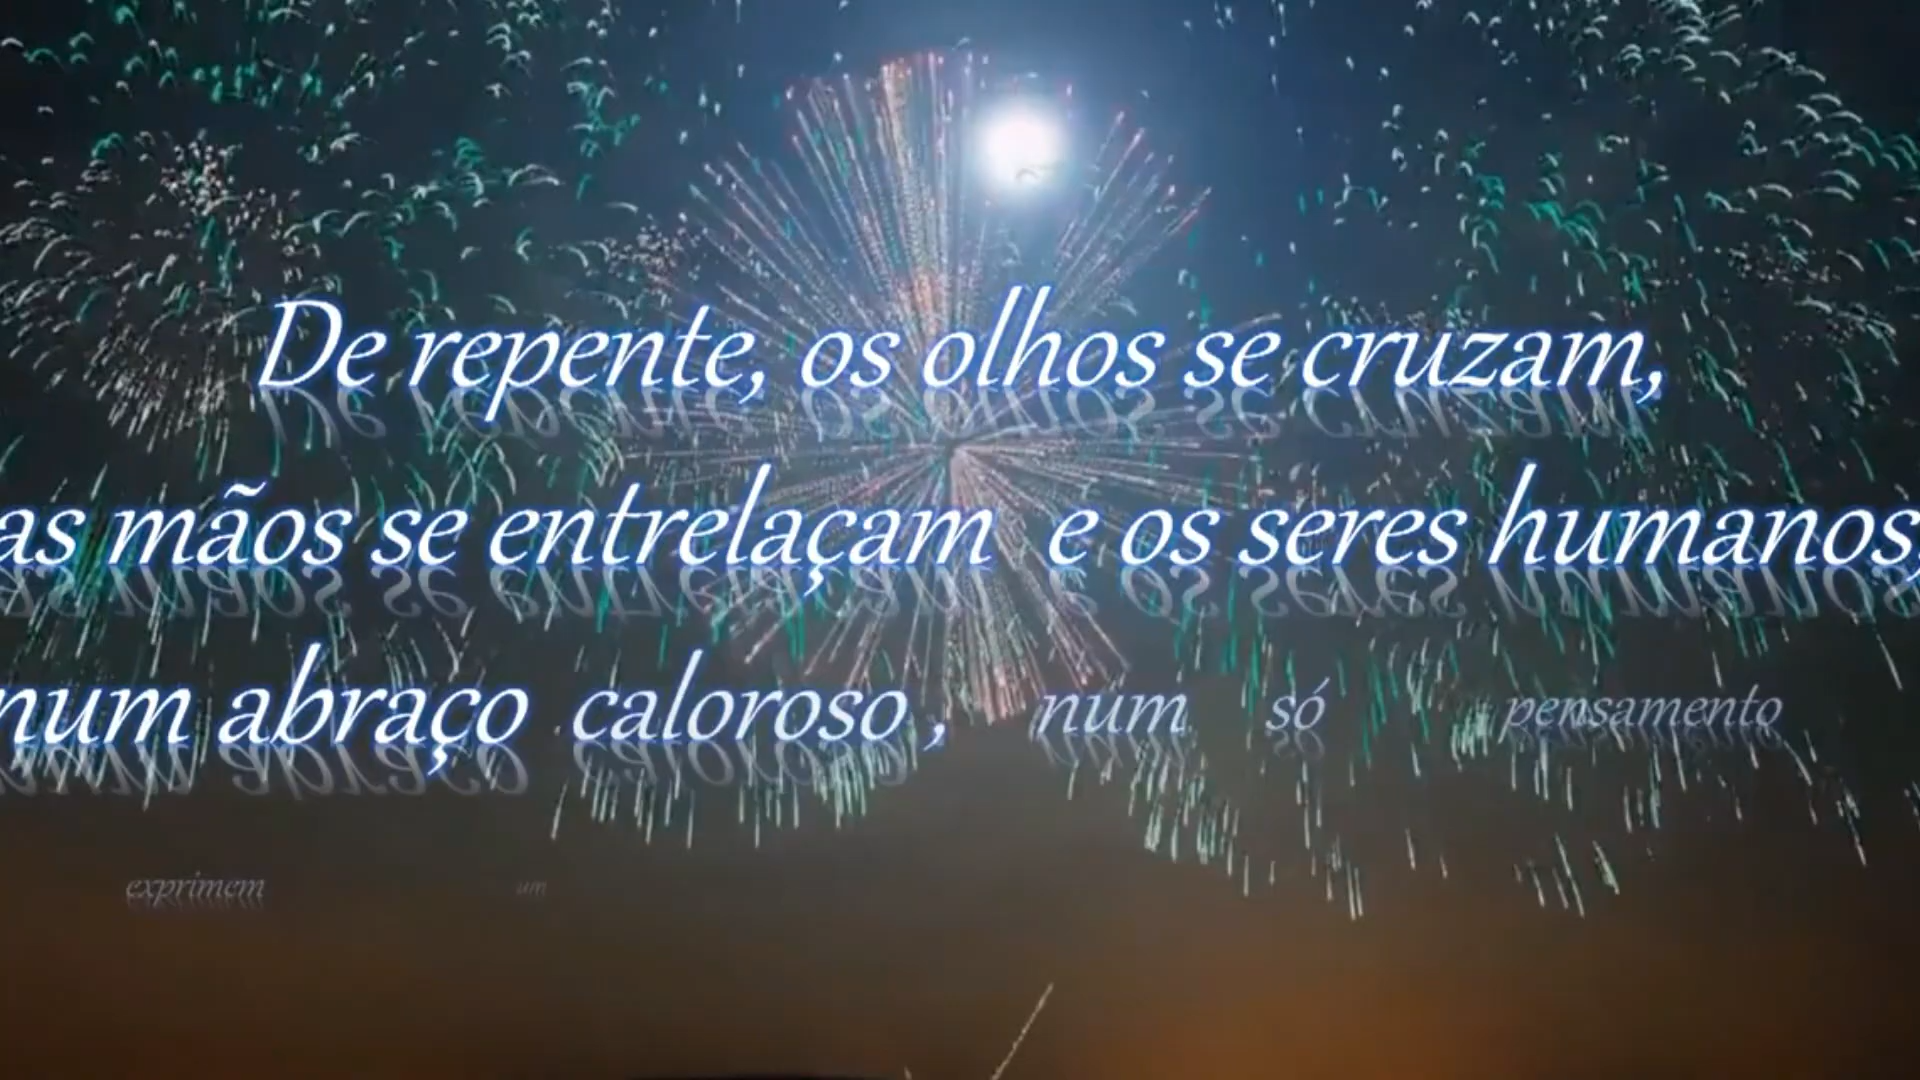 De repente, os olhos se cruzam,
as mãos se entrelaçam e os seres humanos,
num abraço caloroso , num só pensamento
exprimem um